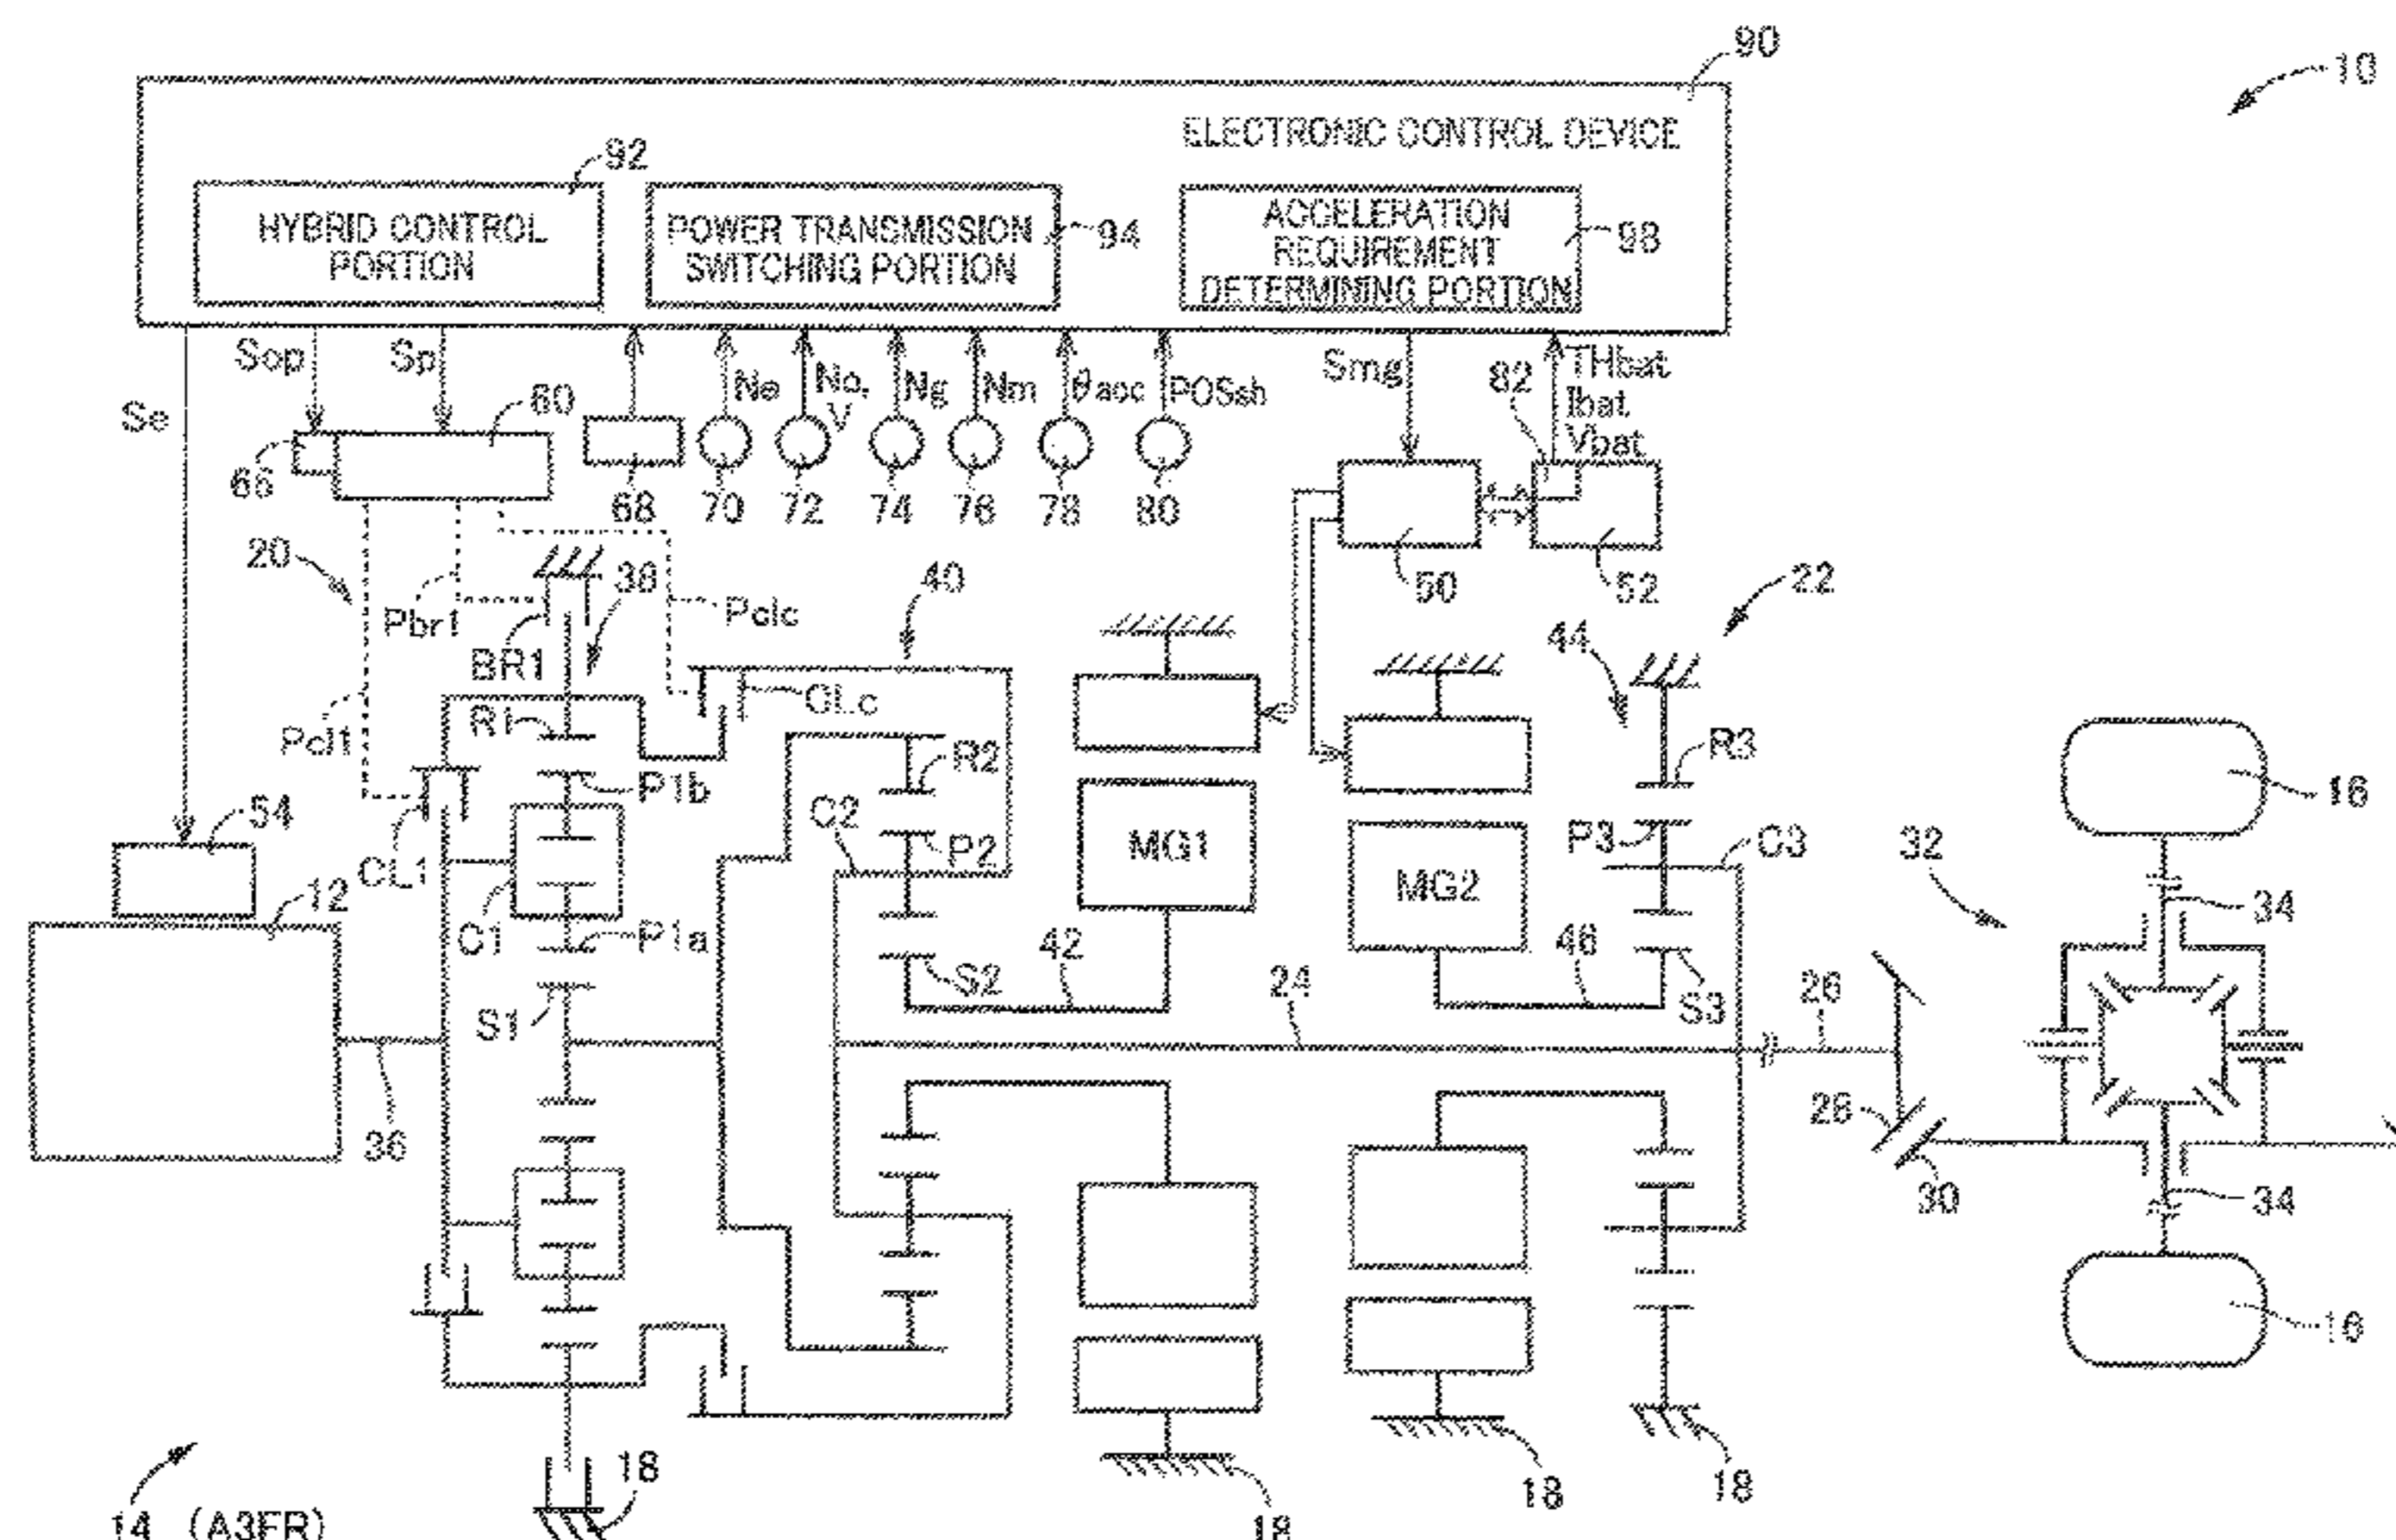 90
10
ELECTRONIC CONTROL DEVICE
92
HYBRID CONTROL
PORTION
POWER TRANSMISSION
SWITCHING PORTION
94
ACCELERATION
REQUIREMENT
DETERMINING PORTION
98
Se
Sop
Sp
60
66
68
Ne
70
No,
V
72
Ng
74
Nm
76
θacc
78
POSsh
80
Smg
82
THbat
Ibat
Vbat
50
52
20
Pbr1
BR1
38
Pclc
40
CLc
44
22
Pcl1
R1
P1b
R2
C2
P2
MG1
MG2
R3
P3
C3
16
54
CL1
12
C1
P1a
S2
42
24
46
S3
26
32
34
S1
36
28
30
34
16
14 (A3FR)
18
18
18
18